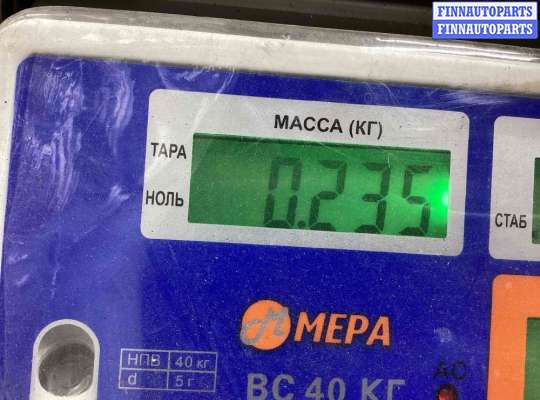 FINNAUTOPARTS
FINNAUTOPARTS
МАССА (КГ)
ТАРА
НОЛЬ
0.235
СТАБ
МЕРА
НПВ 40 кг
d 5 г
ВС 40 КГ
АС